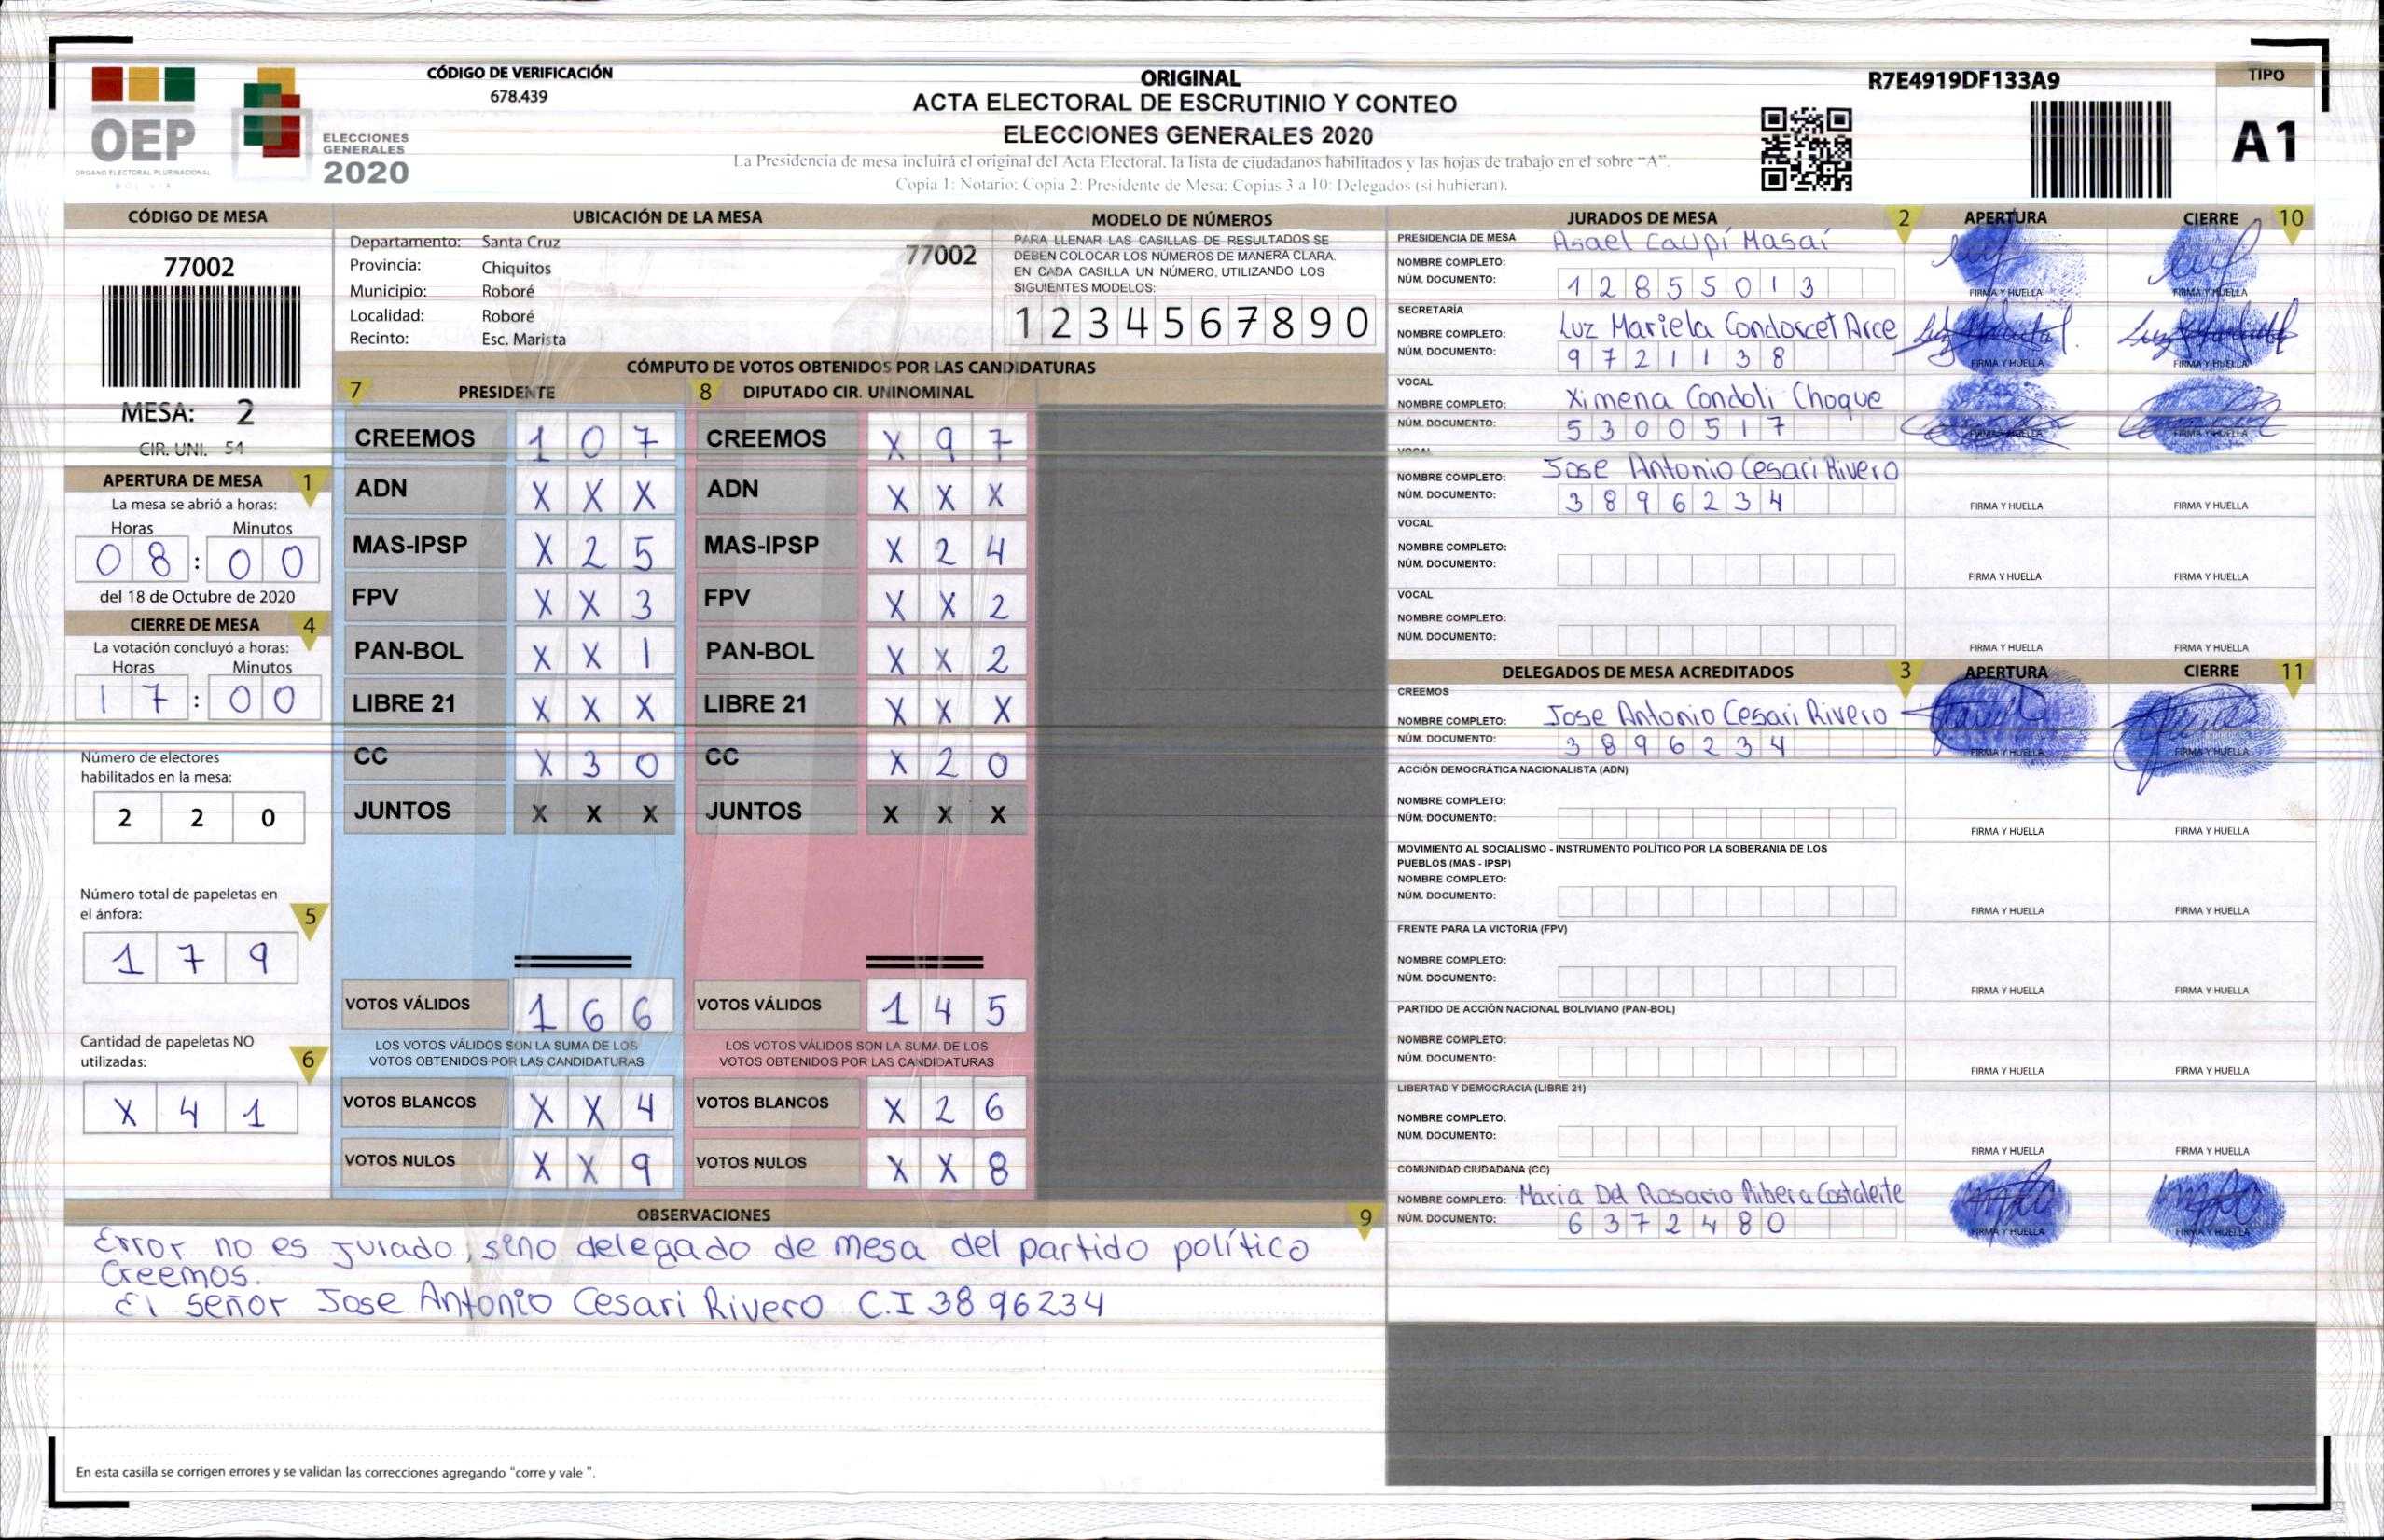 OEP
ORGANO ELECTORAL PLURINACIONAL
BOLIVIA
ELECCIONES
GENERALES
2020
CÓDIGO DE VERIFICACIÓN
678.439
ORIGINAL
ACTA ELECTORAL DE ESCRUTINIO Y CONTEO
ELECCIONES GENERALES 2020
La Presidencia de mesa incluirá el original del Acta Electoral, la lista de ciudadanos habilitados y las hojas de trabajo en el sobre "A".
Copia 1: Notario; Copia 2: Presidente de Mesa; Copias 3 a 10: Delegados (si hubieran).
R7E4919DF133A9
TIPO
A1
CÓDIGO DE MESA
77002
MESA: 2
CIR. UNI. 54
APERTURA DE MESA 1
La mesa se abrió a horas:
Horas Minutos
0 8 : 0 0
del 18 de Octubre de 2020
CIERRE DE MESA 4
La votación concluyó a horas:
Horas Minutos
1 7 : 0 0
Número de electores
habilitados en la mesa:
2 2 0
Número total de papeletas en
el ánfora:
5
1 7 9
Cantidad de papeletas NO
utilizadas:
6
X 4 1
UBICACIÓN DE LA MESA
Departamento: Santa Cruz
Provincia: Chiquitos
Municipio: Roboré
Localidad: Roboré
Recinto: Esc. Marista
77002
MODELO DE NÚMEROS
PARA LLENAR LAS CASILLAS DE RESULTADOS SE
DEBEN COLOCAR LOS NÚMEROS DE MANERA CLARA.
EN CADA CASILLA UN NÚMERO, UTILIZANDO LOS
SIGUIENTES MODELOS:
1 2 3 4 5 6 7 8 9 0
CÓMPUTO DE VOTOS OBTENIDOS POR LAS CANDIDATURAS
7 PRESIDENTE 8 DIPUTADO CIR. UNINOMINAL
CREEMOS 1 0 7 CREEMOS X 9 7
ADN X X X ADN X X X
MAS-IPSP X 2 5 MAS-IPSP X 2 4
FPV X X 3 FPV X X 2
PAN-BOL X X 1 PAN-BOL X X 2
LIBRE 21 X X X LIBRE 21 X X X
CC X 3 0 CC X 2 0
JUNTOS X X X JUNTOS X X X
VOTOS VÁLIDOS 1 6 6 VOTOS VÁLIDOS 1 4 5
LOS VOTOS VÁLIDOS SON LA SUMA DE LOS LOS VOTOS VÁLIDOS SON LA SUMA DE LOS
VOTOS OBTENIDOS POR LAS CANDIDATURAS VOTOS OBTENIDOS POR LAS CANDIDATURAS
VOTOS BLANCOS X X 4 VOTOS BLANCOS X 2 6
VOTOS NULOS X X 9 VOTOS NULOS X X 8
OBSERVACIONES 9
Error no es jurado, sino delegado de mesa del partido político
Creemos.
El señor Jose Antonio Cesari Rivero C.I 3896234
En esta casilla se corrigen errores y se validan las correcciones agregando "corre y vale ".
JURADOS DE MESA 2 APERTURA CIERRE 10
PRESIDENCIA DE MESA Asael Caupí Masaí
NOMBRE COMPLETO:
NÚM. DOCUMENTO: 1 2 8 5 5 0 1 3
FIRMA Y HUELLA FIRMA Y HUELLA
SECRETARÍA
NOMBRE COMPLETO: Luz Mariela Condorcet Arce
NÚM. DOCUMENTO: 9 7 2 1 1 3 8
FIRMA Y HUELLA FIRMA Y HUELLA
VOCAL
NOMBRE COMPLETO: Ximena Condoli Choque
NÚM. DOCUMENTO: 5 3 0 0 5 1 7
FIRMA Y HUELLA FIRMA Y HUELLA
VOCAL
NOMBRE COMPLETO: Jose Antonio Cesari Rivero
NÚM. DOCUMENTO: 3 8 9 6 2 3 4
FIRMA Y HUELLA FIRMA Y HUELLA
VOCAL
NOMBRE COMPLETO:
NÚM. DOCUMENTO:
FIRMA Y HUELLA FIRMA Y HUELLA
VOCAL
NOMBRE COMPLETO:
NÚM. DOCUMENTO:
FIRMA Y HUELLA FIRMA Y HUELLA
DELEGADOS DE MESA ACREDITADOS 3 APERTURA CIERRE 11
CREEMOS
NOMBRE COMPLETO: Jose Antonio Cesari Rivero
NÚM. DOCUMENTO: 3 8 9 6 2 3 4
FIRMA Y HUELLA FIRMA Y HUELLA
ACCIÓN DEMOCRÁTICA NACIONALISTA (ADN)
NOMBRE COMPLETO:
NÚM. DOCUMENTO:
FIRMA Y HUELLA FIRMA Y HUELLA
MOVIMIENTO AL SOCIALISMO - INSTRUMENTO POLÍTICO POR LA SOBERANIA DE LOS
PUEBLOS (MAS - IPSP)
NOMBRE COMPLETO:
NÚM. DOCUMENTO:
FIRMA Y HUELLA FIRMA Y HUELLA
FRENTE PARA LA VICTORIA (FPV)
NOMBRE COMPLETO:
NÚM. DOCUMENTO:
FIRMA Y HUELLA FIRMA Y HUELLA
PARTIDO DE ACCIÓN NACIONAL BOLIVIANO (PAN-BOL)
NOMBRE COMPLETO:
NÚM. DOCUMENTO:
FIRMA Y HUELLA FIRMA Y HUELLA
LIBERTAD Y DEMOCRACIA (LIBRE 21)
NOMBRE COMPLETO:
NÚM. DOCUMENTO:
FIRMA Y HUELLA FIRMA Y HUELLA
COMUNIDAD CIUDADANA (CC)
NOMBRE COMPLETO: Maria Del Rosario Ribera Costaleite
NÚM. DOCUMENTO: 6 3 7 2 4 8 0
FIRMA Y HUELLA FIRMA Y HUELLA